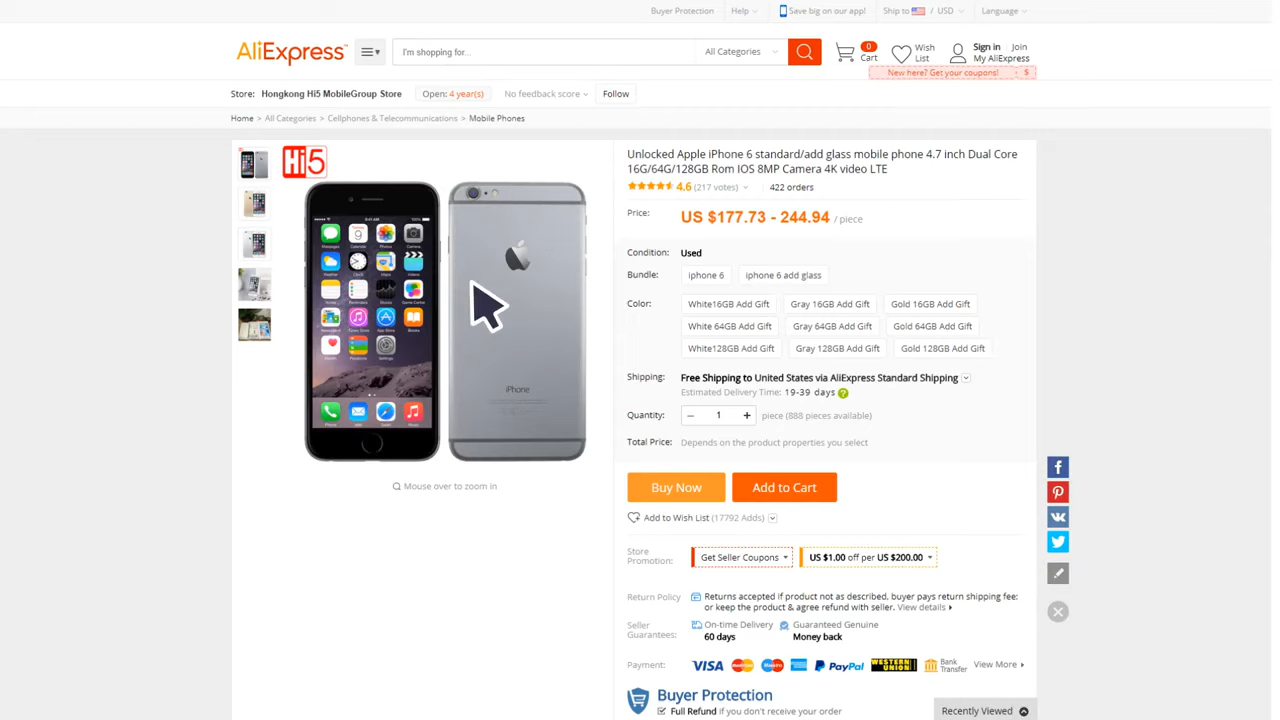 Buyer Protection Help Save big on our app! Ship to / USD Language
AliExpress™
I'm shopping for... All Categories
0 Cart
Wish List
Sign in Join
My AliExpress
New here? Get your coupons! $
Store: Hongkong Hi5 MobileGroup Store Open: 4 year(s) No feedback score Follow
Home > All Categories > Cellphones & Telecommunications > Mobile Phones
Hi5
iPhone
Mouse over to zoom in
Unlocked Apple iPhone 6 standard/add glass mobile phone 4.7 inch Dual Core
16G/64G/128GB Rom IOS 8MP Camera 4K video LTE
4.6 (217 votes) 422 orders
Price: US $177.73 - 244.94 / piece
Condition: Used
Bundle: iphone 6 iphone 6 add glass
Color: White16GB Add Gift Gray 16GB Add Gift Gold 16GB Add Gift
White 64GB Add Gift Gray 64GB Add Gift Gold 64GB Add Gift
White128GB Add Gift Gray 128GB Add Gift Gold 128GB Add Gift
Shipping: Free Shipping to United States via AliExpress Standard Shipping
Estimated Delivery Time: 19-39 days ?
Quantity: – 1 + piece (888 pieces available)
Total Price: Depends on the product properties you select
Buy Now Add to Cart
Add to Wish List (17792 Adds)
Store Promotion: Get Seller Coupons US $1.00 off per US $200.00
Return Policy Returns accepted if product not as described, buyer pays return shipping fee;
or keep the product & agree refund with seller. View details
Seller Guarantees: On-time Delivery 60 days Guaranteed Genuine Money back
Payment: VISA MasterCard Maestro PayPal WESTERN UNION Bank Transfer View More
Buyer Protection
Full Refund if you don't receive your order
Recently Viewed